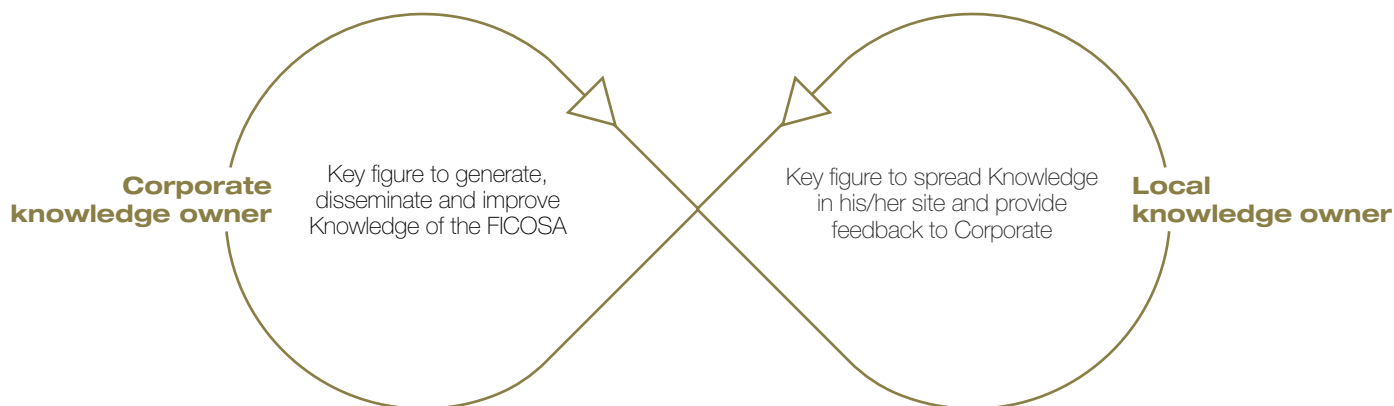 Corporate
knowledge owner
Key figure to generate,
disseminate and improve
Knowledge of the FICOSA
Key figure to spread Knowledge
in his/her site and provide
feedback to Corporate
Local
knowledge owner